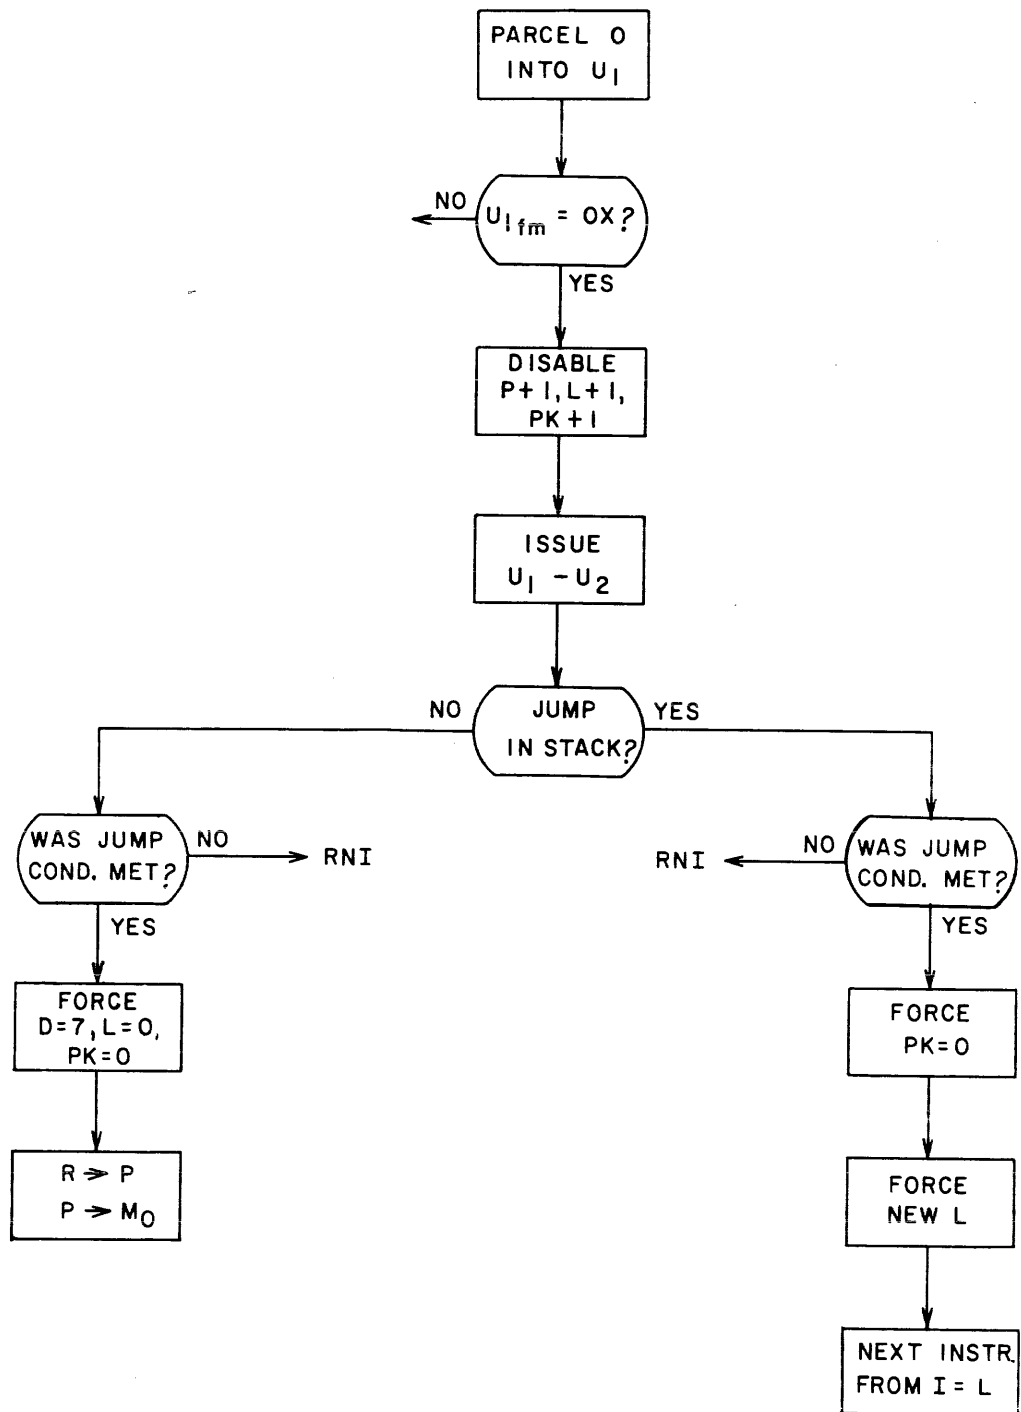 PARCEL 0
INTO U1
NO
U1fm = OX?
YES
DISABLE
P+1, L+1,
PK+1
ISSUE
U1 - U2
NO
JUMP
IN STACK?
YES
WAS JUMP
COND. MET?
NO
RNI
RNI
NO
WAS JUMP
COND. MET?
YES
YES
FORCE
D=7, L=0,
PK=0
FORCE
PK=0
R → P
P → M0
FORCE
NEW L
NEXT INSTR.
FROM I = L